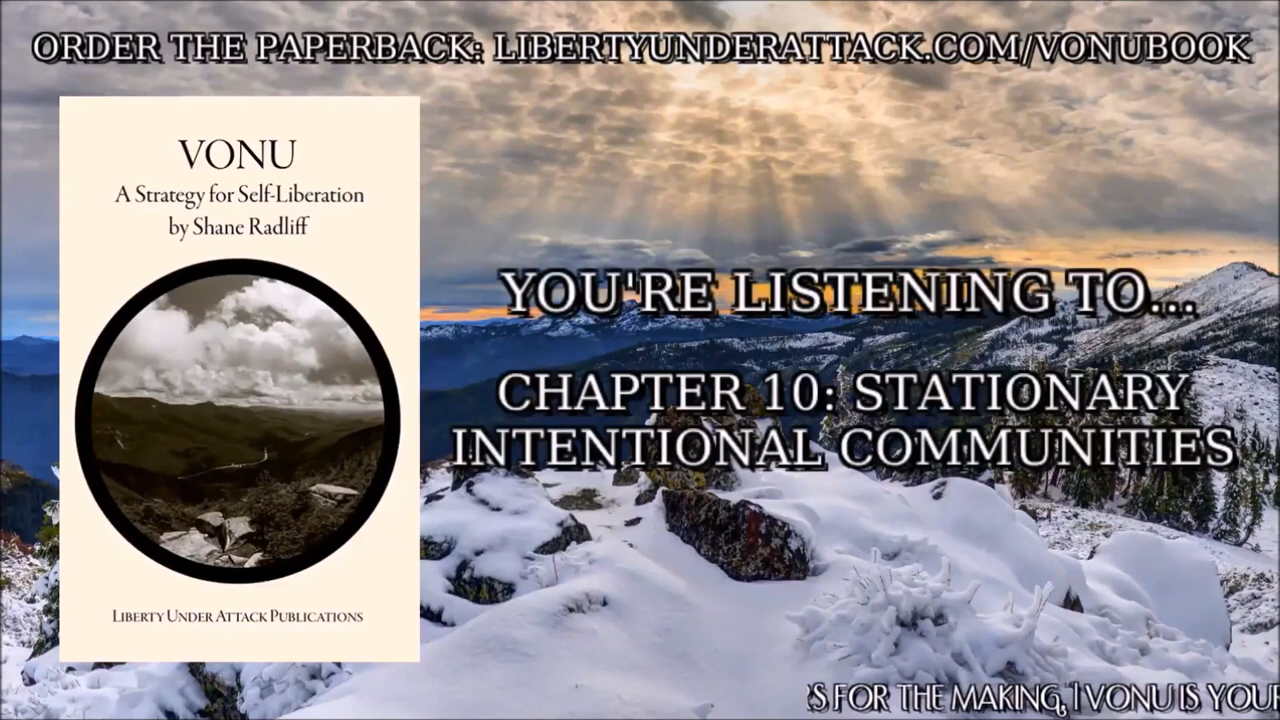 ORDER THE PAPERBACK: LIBERTYUNDERATTACK.COM/VONUBOOK
VONU
A Strategy for Self-Liberation
by Shane Radliff
LIBERTY UNDER ATTACK PUBLICATIONS
YOU'RE LISTENING TO...
CHAPTER 10: STATIONARY
INTENTIONAL COMMUNITIES
FOR THE MAKING, VONU IS YOUR